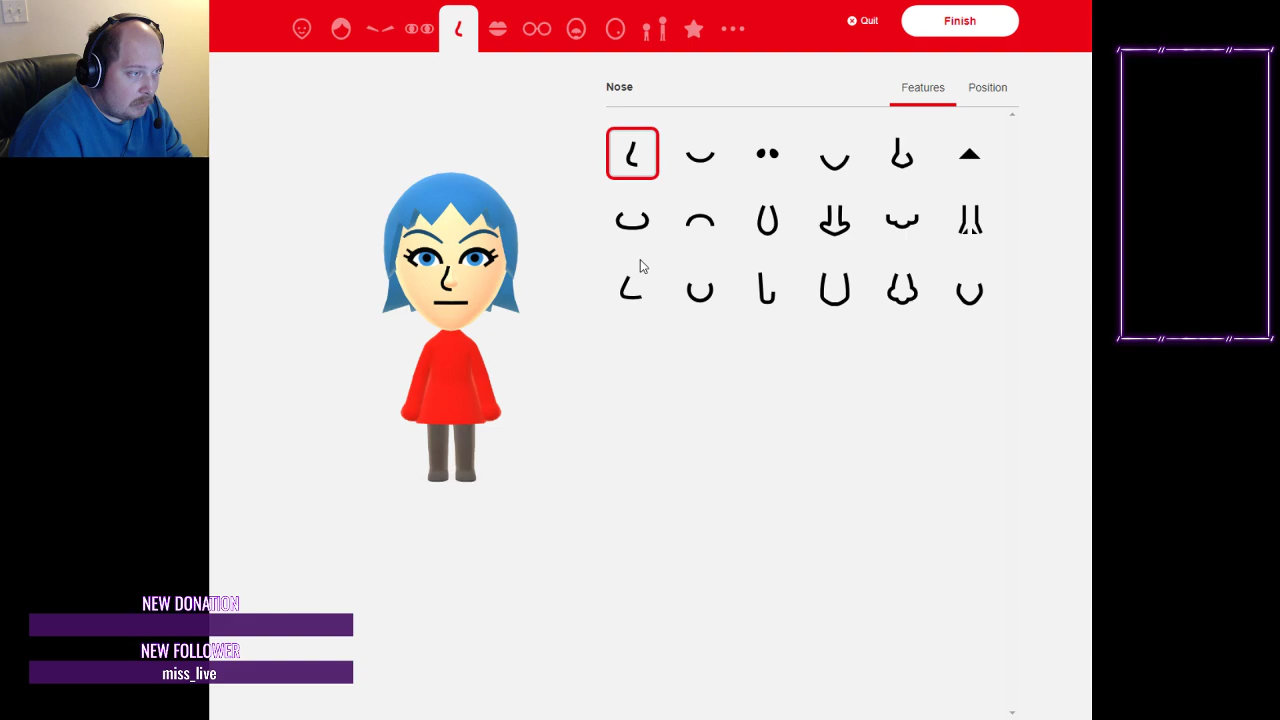 Quit
Finish
Nose
Features
Position
NEW DONATION
NEW FOLLOWER
miss_live